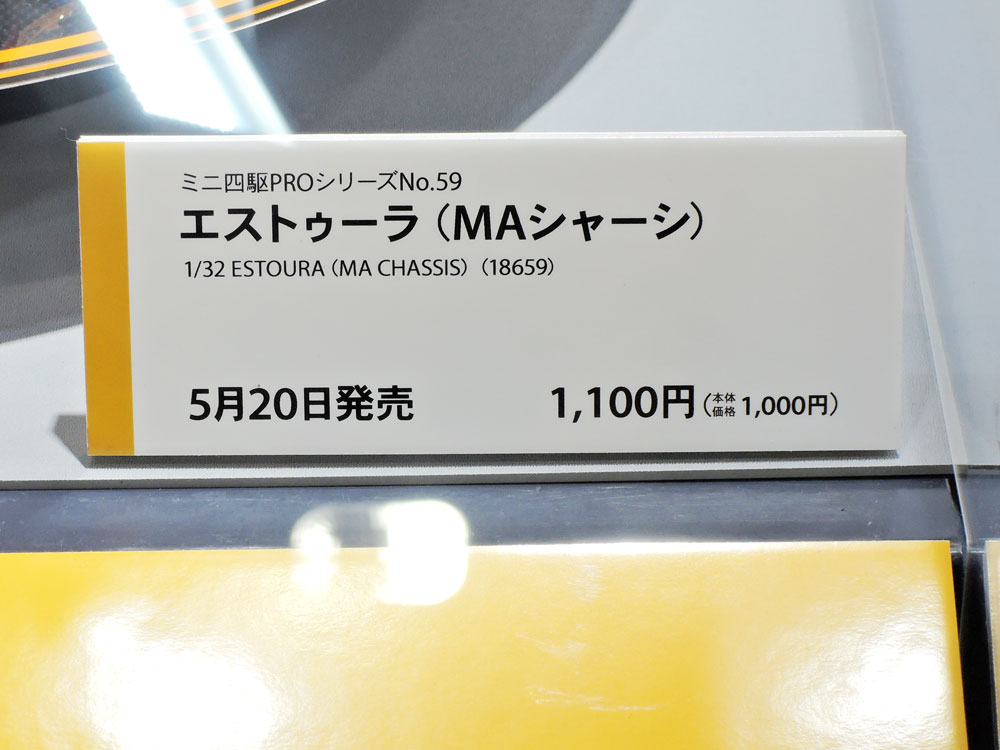 ミニ四駆PROシリーズNo.59
エストゥーラ（MAシャーシ）
1/32 ESTOURA（MA CHASSIS）（18659）
5月20日発売
1,100円（本体価格 1,000円）